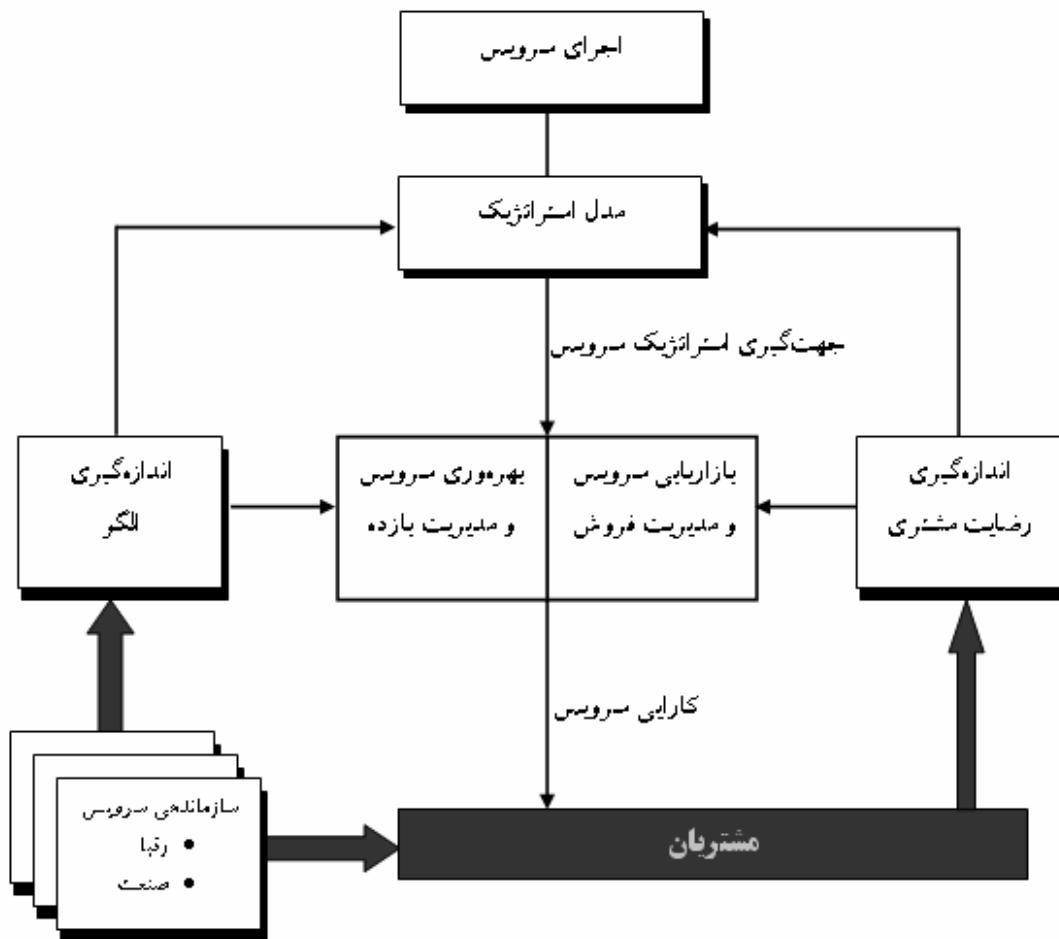 اجرای سرویس
مدل استراتژیک
جهت‌گیری استراتژیک سرویس
اندازه‌گیری
رضایت مشتری
بازاریابی سرویس
و مدیریت فروش
بهره‌وری سرویس
و مدیریت بازده
اندازه‌گیری
الگو
کارایی سرویس
سازماندهی سرویس
• رقبا
• صنعت
مشتریان